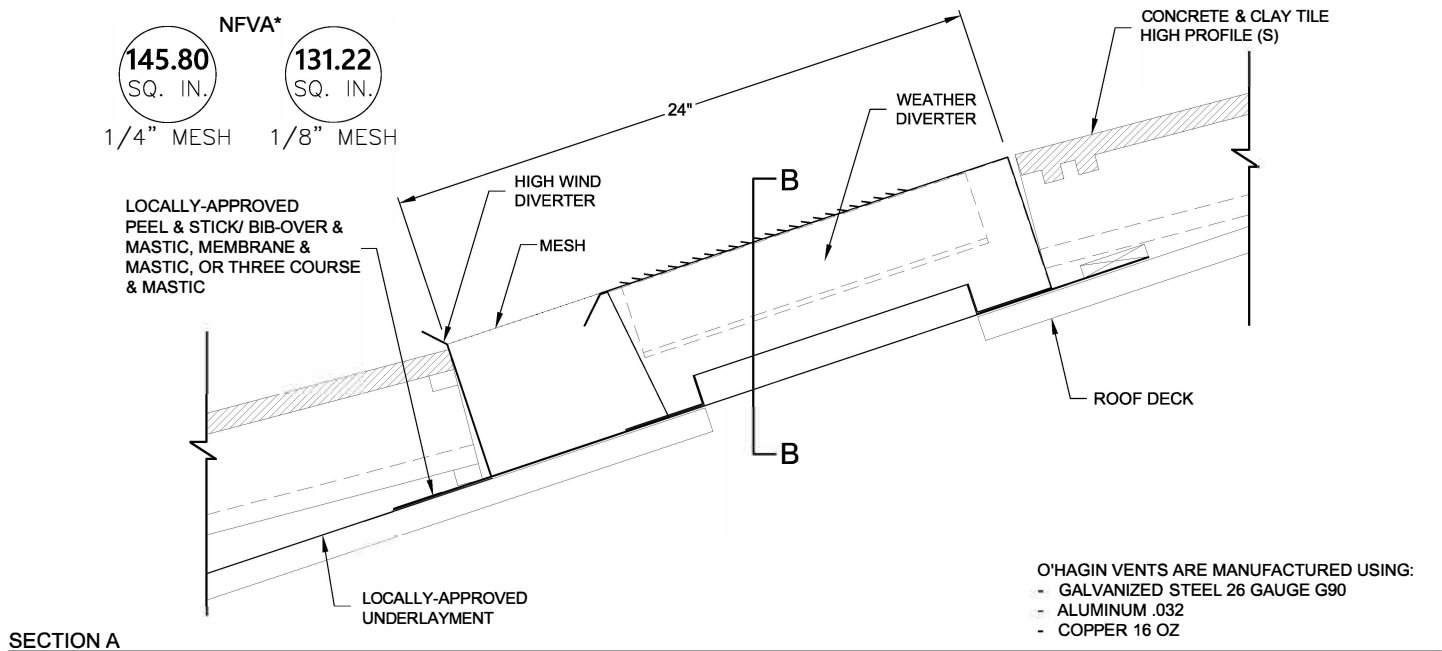 NFVA*
145.80
SQ. IN.
1/4" MESH
131.22
SQ. IN.
1/8" MESH
LOCALLY-APPROVED
PEEL & STICK/ BIB-OVER &
MASTIC, MEMBRANE &
MASTIC, OR THREE COURSE
& MASTIC
HIGH WIND
DIVERTER
MESH
24"
WEATHER
DIVERTER
CONCRETE & CLAY TILE
HIGH PROFILE (S)
B
B
ROOF DECK
LOCALLY-APPROVED
UNDERLAYMENT
O'HAGIN VENTS ARE MANUFACTURED USING:
- GALVANIZED STEEL 26 GAUGE G90
- ALUMINUM .032
- COPPER 16 OZ
SECTION A